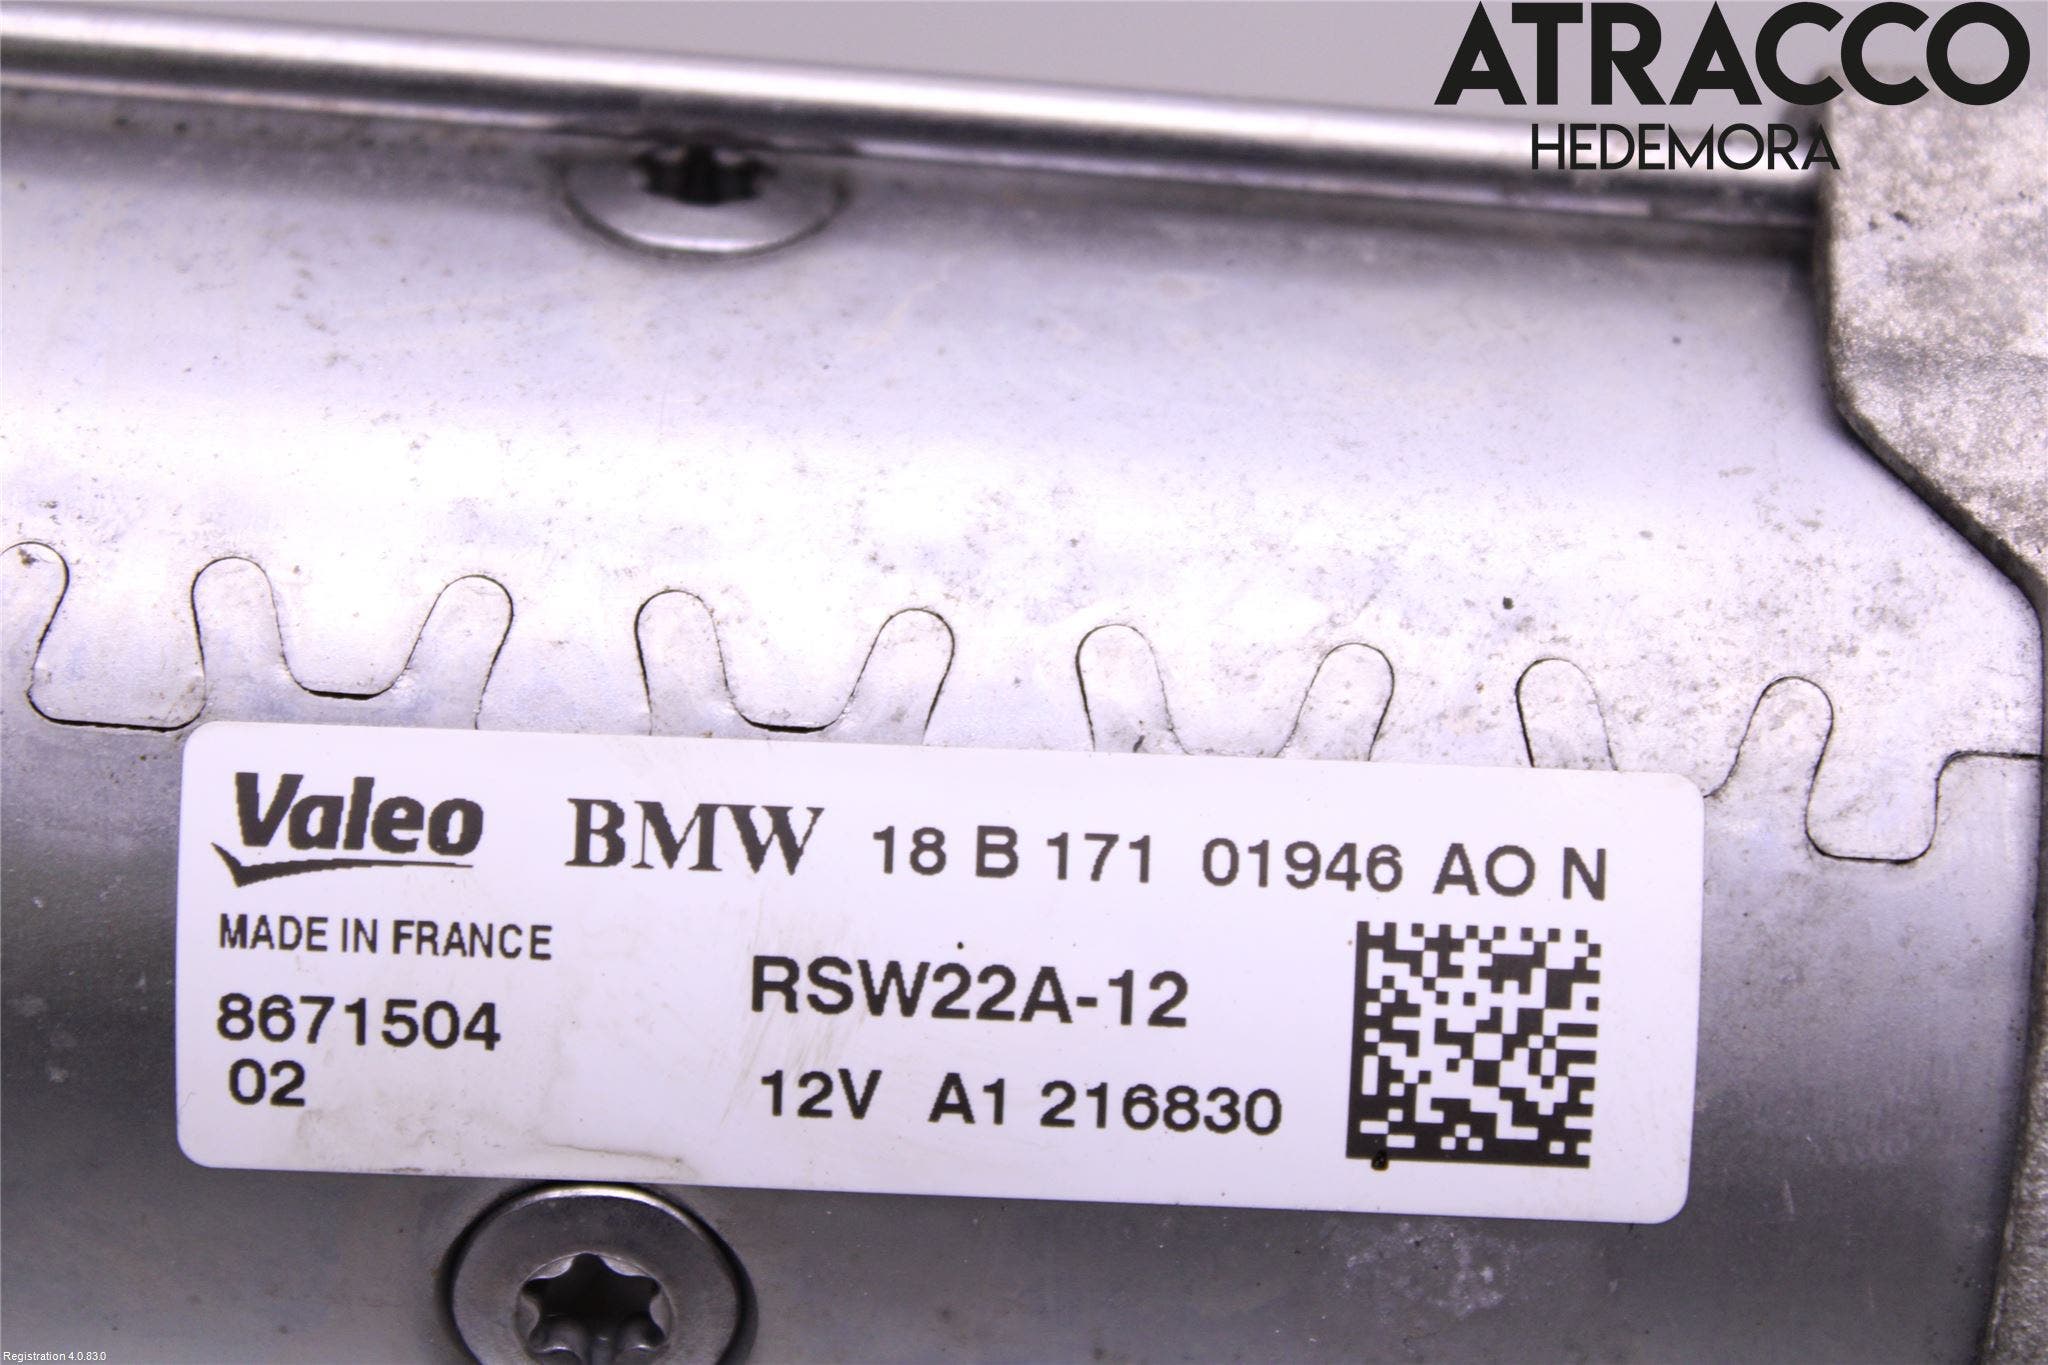 ATRACCO
HEDEMORA
Valeo BMW 18 B 171 01946 AO N
MADE IN FRANCE
8671504 RSW22A-12
02 12V A1 216830
Registration 4.0.83.0